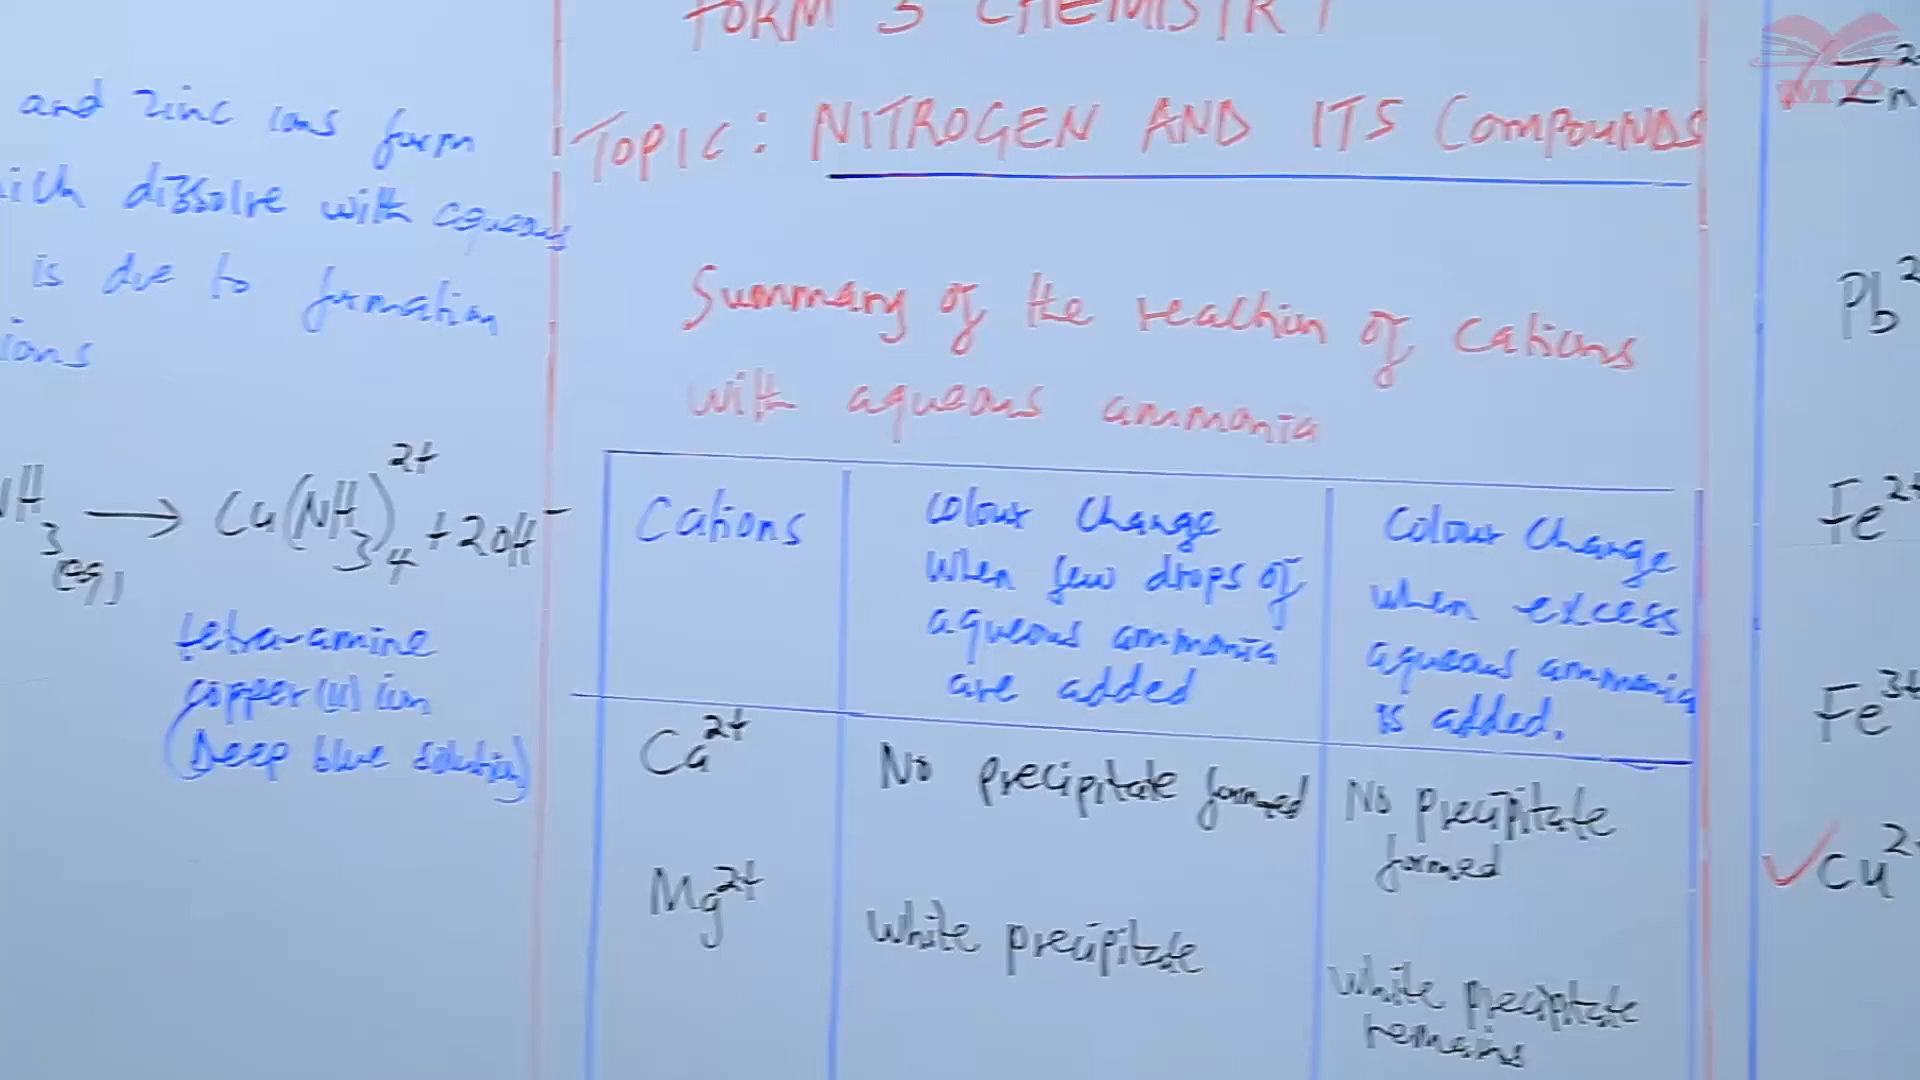 and zinc ions form
dissolve with aqueous
is due to formation
ions
3(aq) → Cu(NH3)4 2+ + 2OH-
tetra-amine
copper(II) ion
(Deep blue solution)
FORM 3 CHEMISTRY
TOPIC: NITROGEN AND ITS COMPOUNDS
Summary of the reaction of cations
with aqueous ammonia
Cations
Colour change
when few drops of
aqueous ammonia
are added
Colour change
when excess
aqueous ammonia
is added.
Ca2+
No precipitate formed
No precipitate
formed
Mg2+
White precipitate
White precipitate
remains
Zn2
Pb2
Fe2+
Fe3+
✓Cu2+
MP